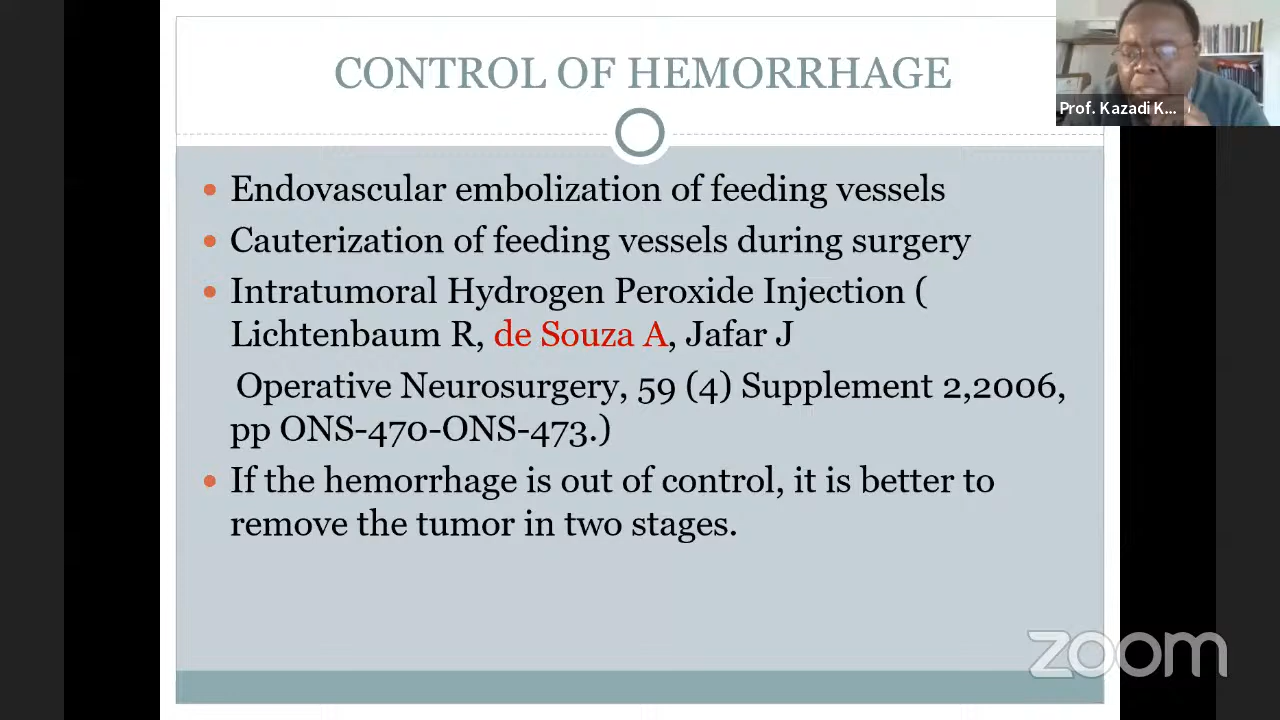 CONTROL OF HEMORRHAGE
Prof. Kazadi K...
• Endovascular embolization of feeding vessels
• Cauterization of feeding vessels during surgery
• Intratumoral Hydrogen Peroxide Injection (
Lichtenbaum R, de Souza A, Jafar J
Operative Neurosurgery, 59 (4) Supplement 2,2006,
pp ONS-470-ONS-473.)
• If the hemorrhage is out of control, it is better to
remove the tumor in two stages.
zoom